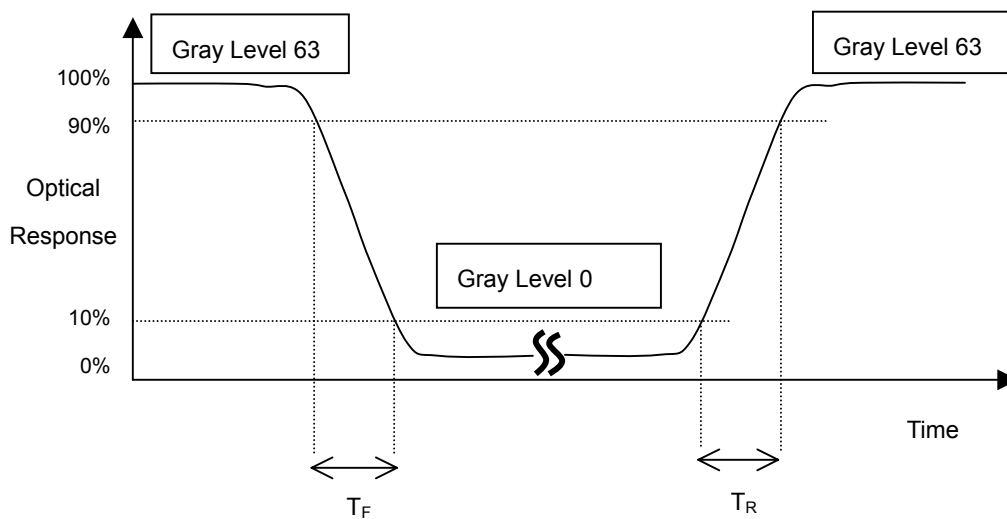 Gray Level 63
Gray Level 63
100%
90%
Optical
Response
Gray Level 0
10%
0%
Time
TF
TR